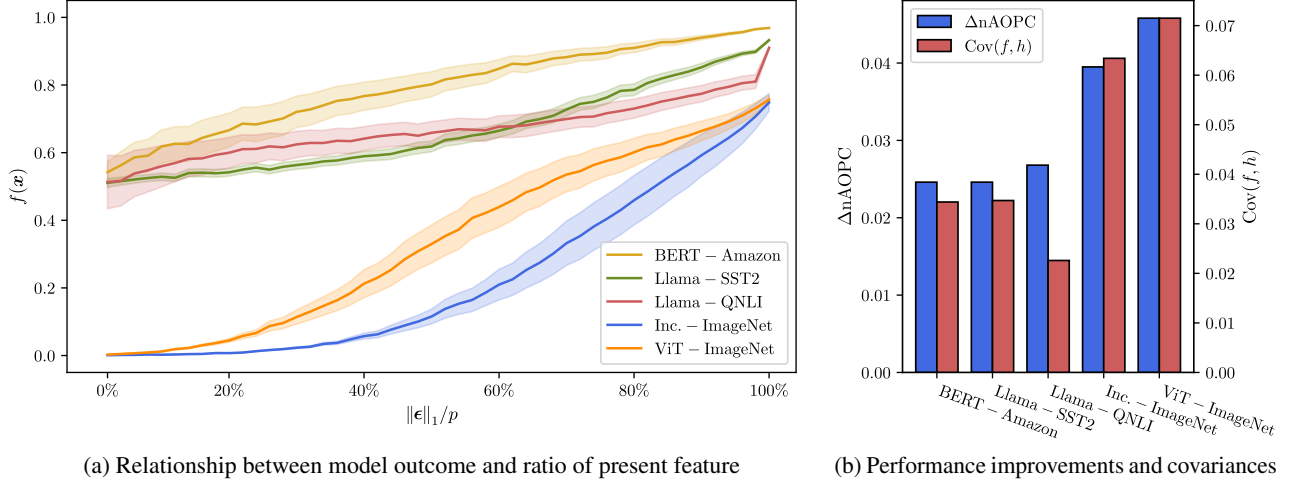 1.0
0.8
0.6
0.4
0.2
0.0
f(x)
0%
20%
40%
60%
80%
100%
‖ϵ‖₁/p
BERT − Amazon
Llama − SST2
Llama − QNLI
Inc. − ImageNet
ViT − ImageNet
(a) Relationship between model outcome and ratio of present feature
ΔnAOPC
Cov(f, h)
0.04
0.03
0.02
0.01
0.00
ΔnAOPC
0.07
0.06
0.05
0.04
0.03
0.02
0.01
0.00
Cov(f, h)
BERT − Amazon
Llama − SST2
Llama − QNLI
Inc. − ImageNet
ViT − ImageNet
(b) Performance improvements and covariances